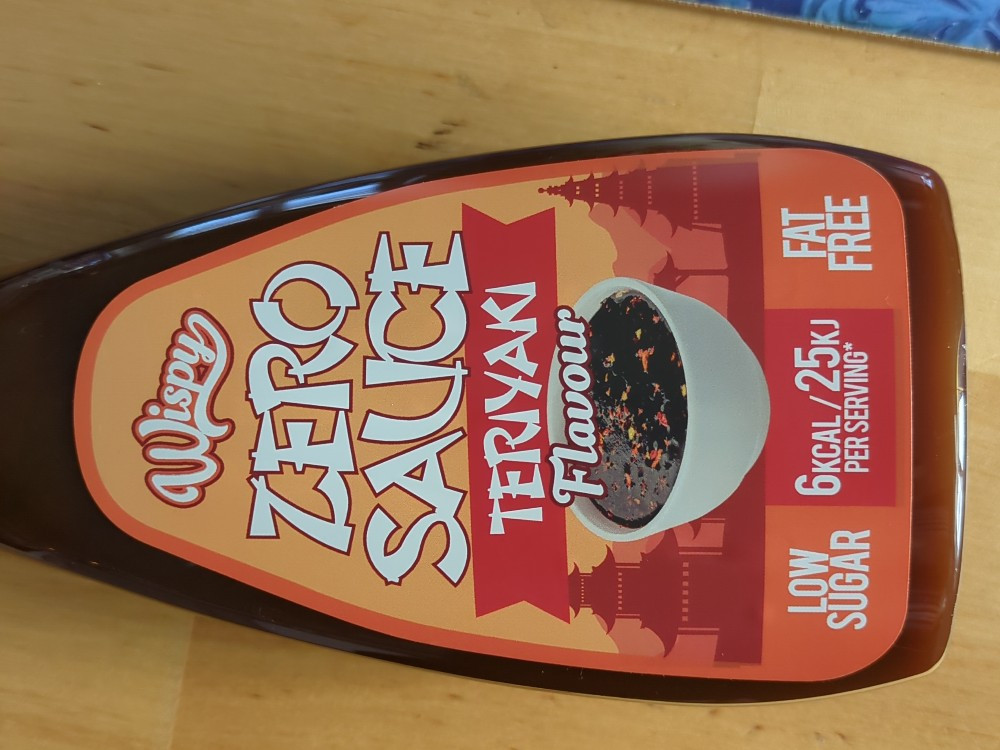 Wispy
ZERO
SAUCE
TERIYAKI
Flavour
LOW
SUGAR
6KCAL/25KJ
PER SERVING*
FAT
FREE